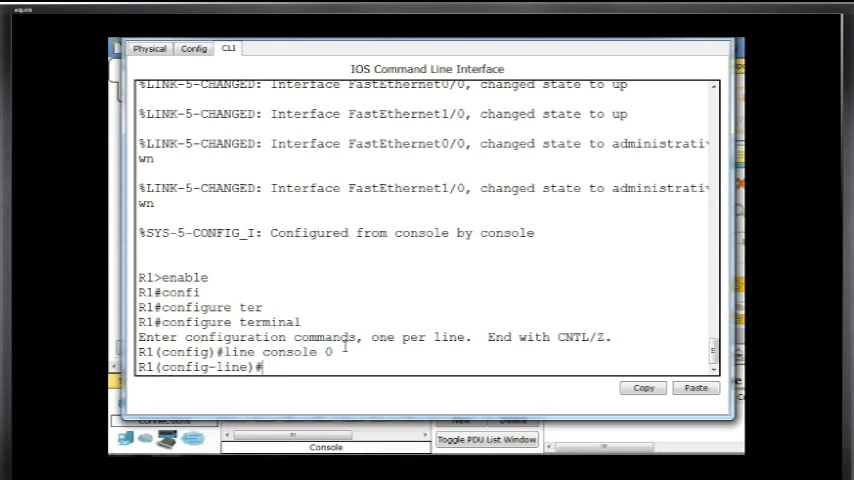 equos
Physical
Config
CLI
IOS Command Line Interface
%LINK-5-CHANGED: Interface FastEthernet0/0, changed state to up
%LINK-5-CHANGED: Interface FastEthernet1/0, changed state to up
%LINK-5-CHANGED: Interface FastEthernet0/0, changed state to administrati
wn
%LINK-5-CHANGED: Interface FastEthernet1/0, changed state to administrati
wn
%SYS-5-CONFIG_I: Configured from console by console
R1>enable
R1#confi
R1#configure ter
R1#configure terminal
Enter configuration commands, one per line.  End with CNTL/Z.
R1(config)#line console 0
R1(config-line)#
Copy
Paste
Connections
New
Delete
Toggle PDU List Window
Console